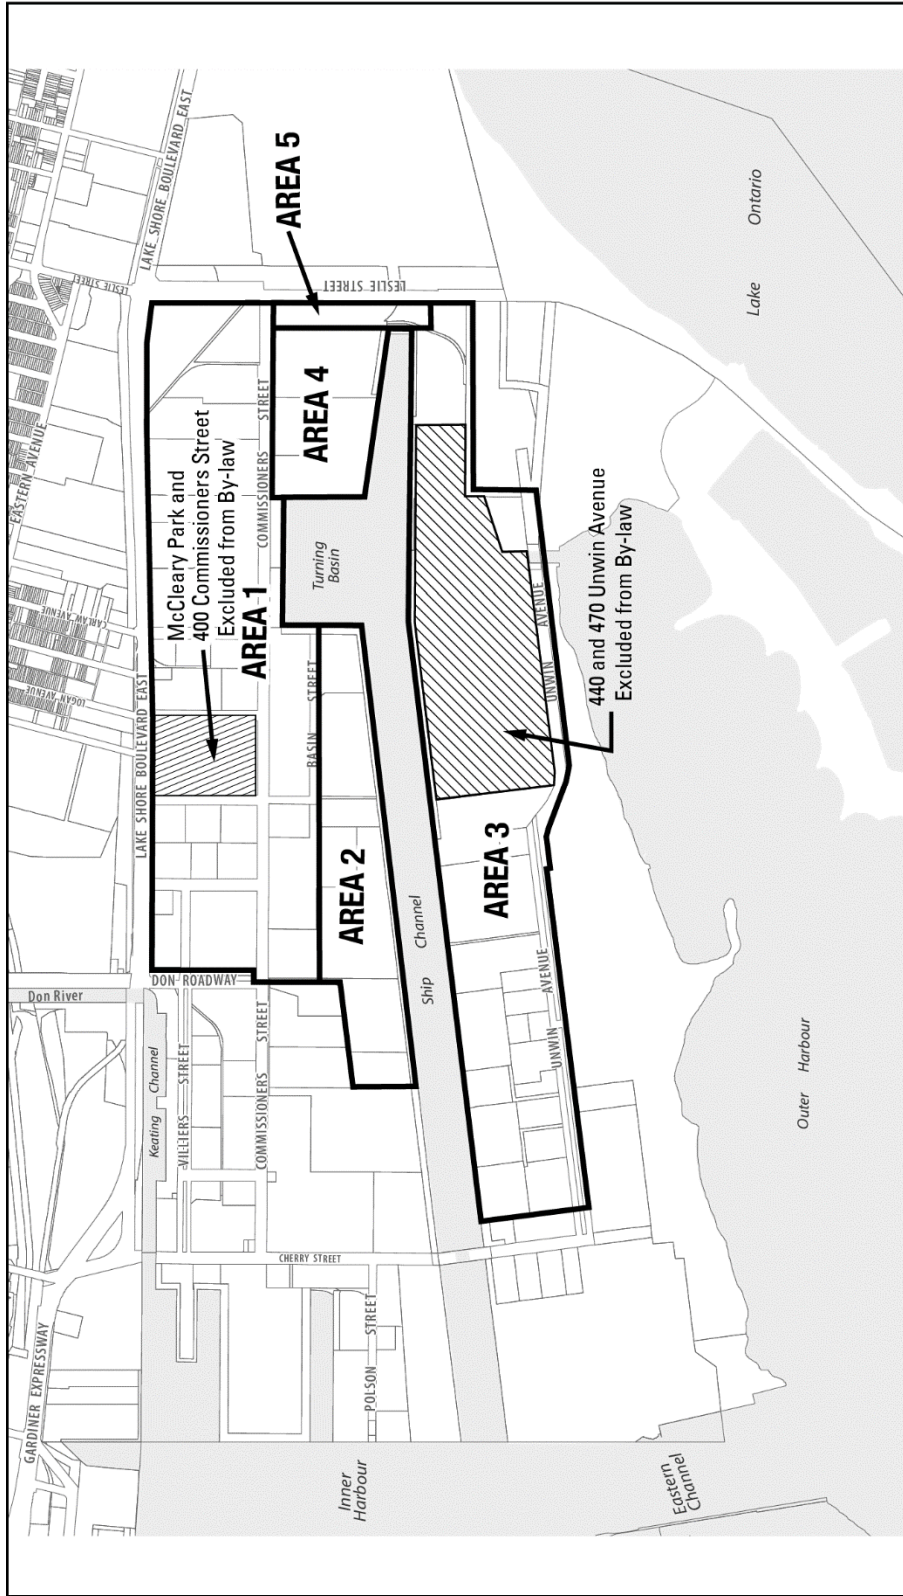 EASTERN AVENUE
LESLIE STREET
LAKE SHORE BOULEVARD EAST
CARLAW AVENUE
LOGAN AVENUE
LAKE SHORE BOULEVARD EAST
GARDINER EXPRESSWAY
Don River
Keating Channel
VILLIERS STREET
DON ROADWAY
COMMISSIONERS STREET
McCleary Park and
400 Commissioners Street
Excluded from By-law
AREA 1
COMMISSIONERS STREET
AREA 5
LESLIE STREET
AREA 4
Turning
Basin
BASIN STREET
AREA 2
CHERRY STREET
POLSON STREET
Inner
Harbour
Ship Channel
AREA 3
UNWIN AVENUE
UNWIN AVENUE
440 and 470 Unwin Avenue
Excluded from By-law
Eastern
Channel
Outer Harbour
Lake Ontario